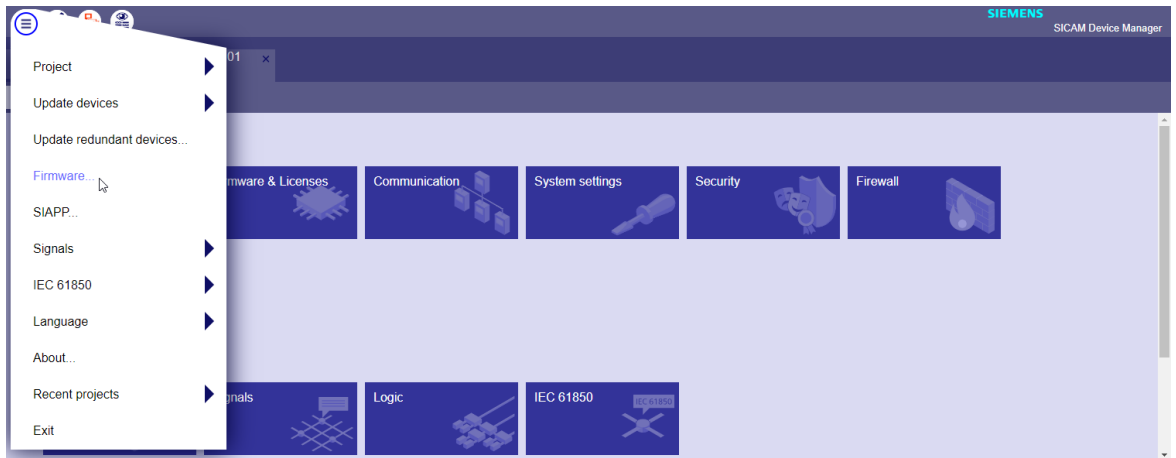 SIEMENS
SICAM Device Manager
01 ×
Project
Update devices
Update redundant devices...
Firmware...
SIAPP...
Signals
IEC 61850
Language
About...
Recent projects
Exit
mware & Licenses
Communication
System settings
Security
Firewall
gnals
Logic
IEC 61850
IEC 61850